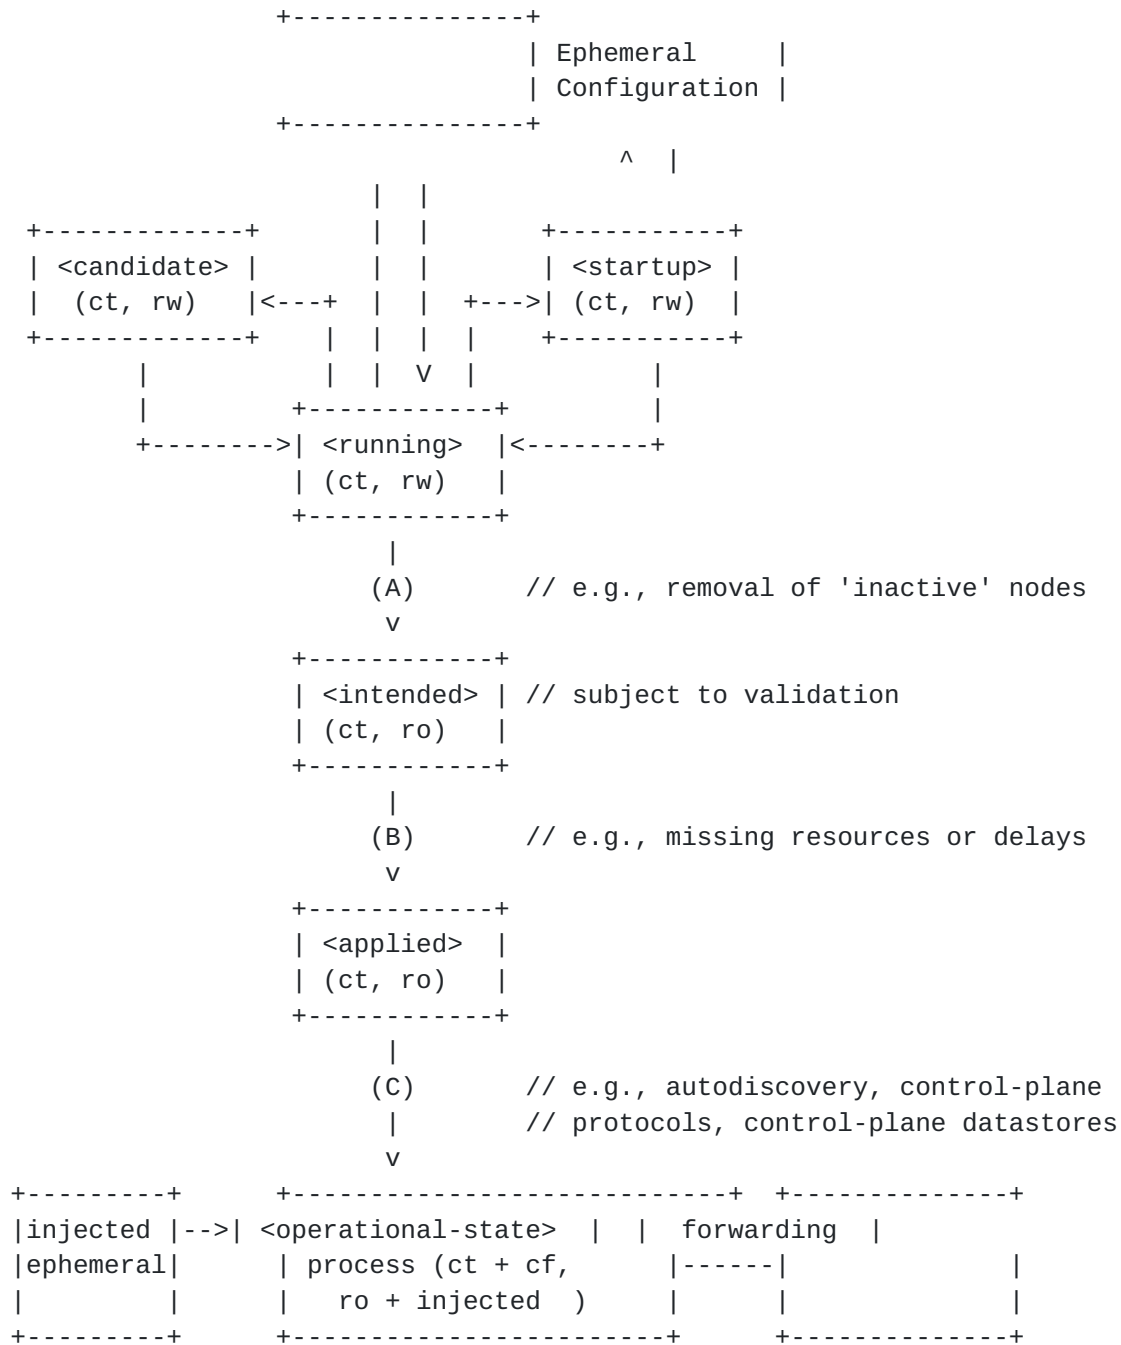 +---------------+
                                 | Ephemeral     |
                                 | Configuration |
                 +---------------+
                                       ^  |
                       |  |
 +-------------+       |  |       +-----------+
 | <candidate> |       |  |       | <startup> |
 |  (ct, rw)   |<---+  |  |  +--->| (ct, rw)  |
 +-------------+    |  |  |  |    +-----------+
        |           |  |  V  |           |
        |         +------------+         |
        +-------->| <running>  |<--------+
                  | (ct, rw)   |
                  +------------+
                        |
                       (A)       // e.g., removal of 'inactive' nodes
                        v
                  +------------+
                  | <intended> | // subject to validation
                  | (ct, ro)   |
                  +------------+
                        |
                       (B)       // e.g., missing resources or delays
                        v
                  +------------+
                  | <applied>  |
                  | (ct, ro)   |
                  +------------+
                        |
                       (C)       // e.g., autodiscovery, control-plane
                        |        // protocols, control-plane datastores
                        v
+---------+      +----------------------------+  +--------------+
|injected |-->| <operational-state>  |  |  forwarding  |
|ephemeral|      | process (ct + cf,      |------|              |
|         |      |   ro + injected  )     |      |              |
+---------+      +------------------------+      +--------------+